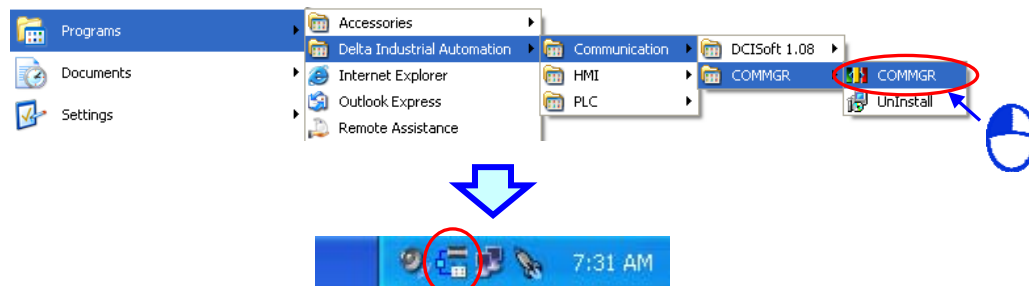 Programs
Documents
Settings
Accessories
Delta Industrial Automation
Internet Explorer
Outlook Express
Remote Assistance
Communication
HMI
PLC
DCISoft 1.08
COMMGR
COMMGR
UnInstall
7:31 AM